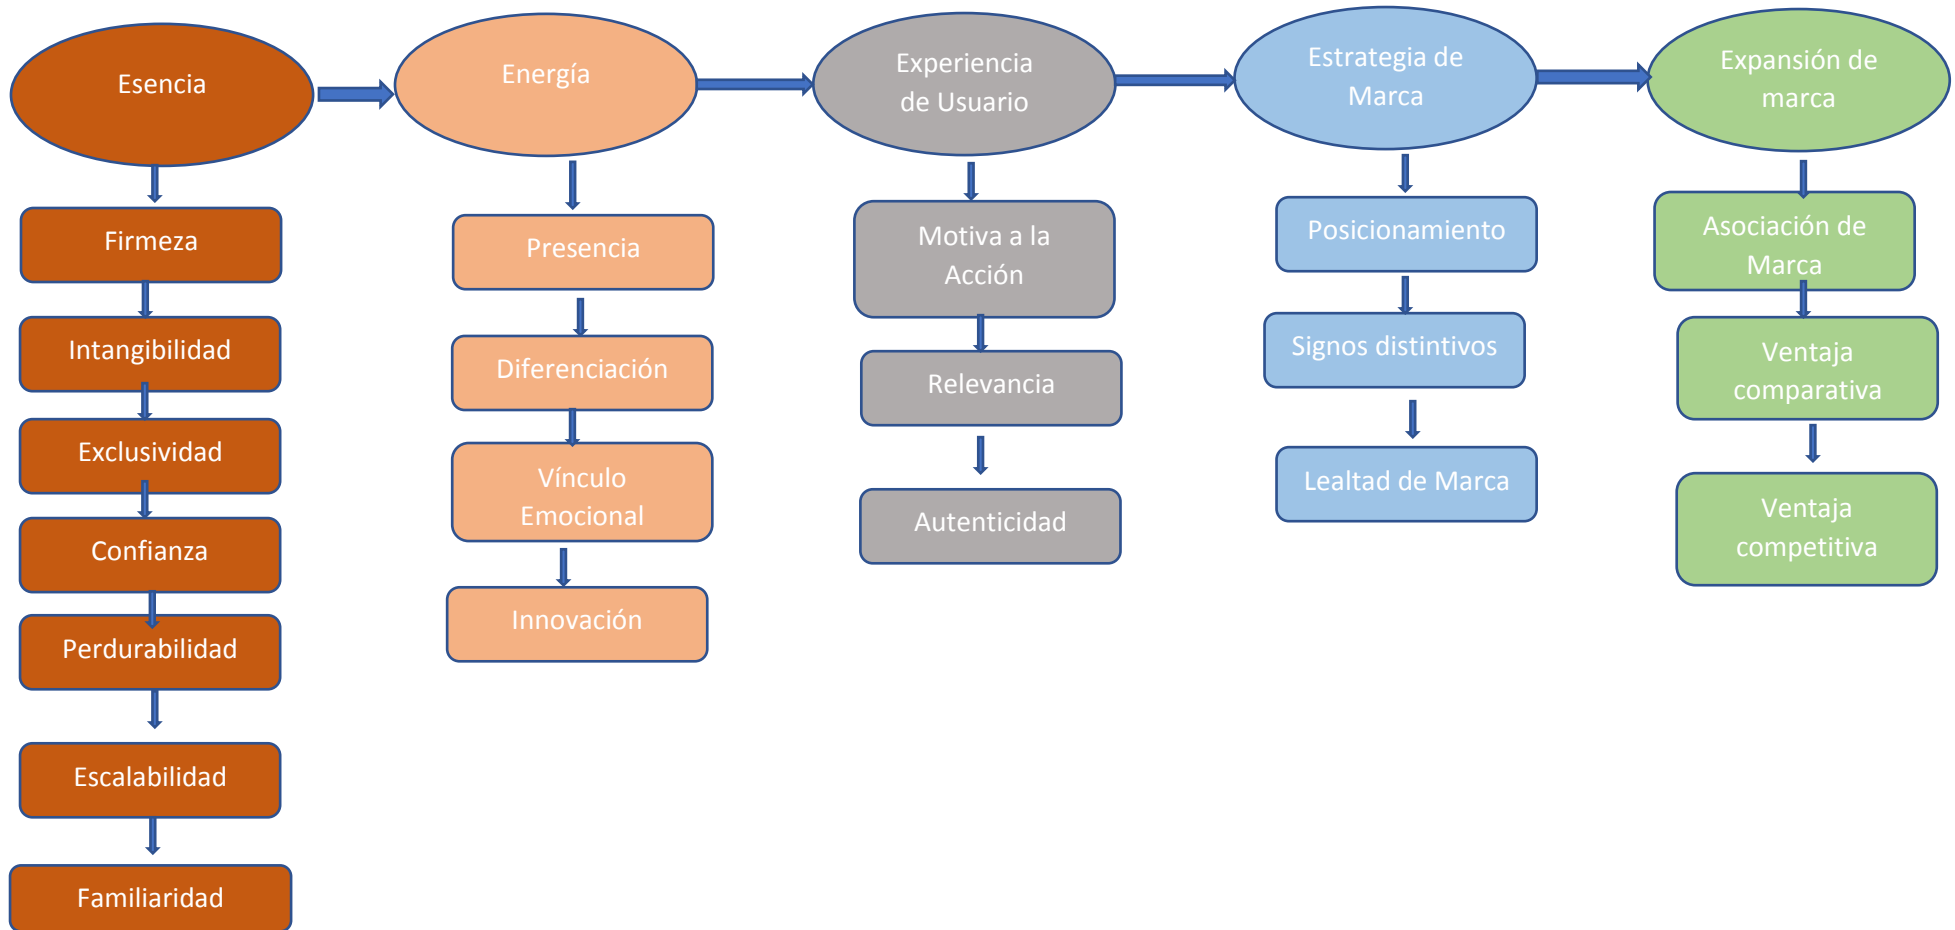 Esencia
Firmeza
Intangibilidad
Exclusividad
Confianza
Perdurabilidad
Escalabilidad
Familiaridad
Energía
Presencia
Diferenciación
Vínculo
Emocional
Innovación
Experiencia
de Usuario
Motiva a la
Acción
Relevancia
Autenticidad
Estrategia de
Marca
Posicionamiento
Signos distintivos
Lealtad de Marca
Expansión de
marca
Asociación de
Marca
Ventaja
comparativa
Ventaja
competitiva